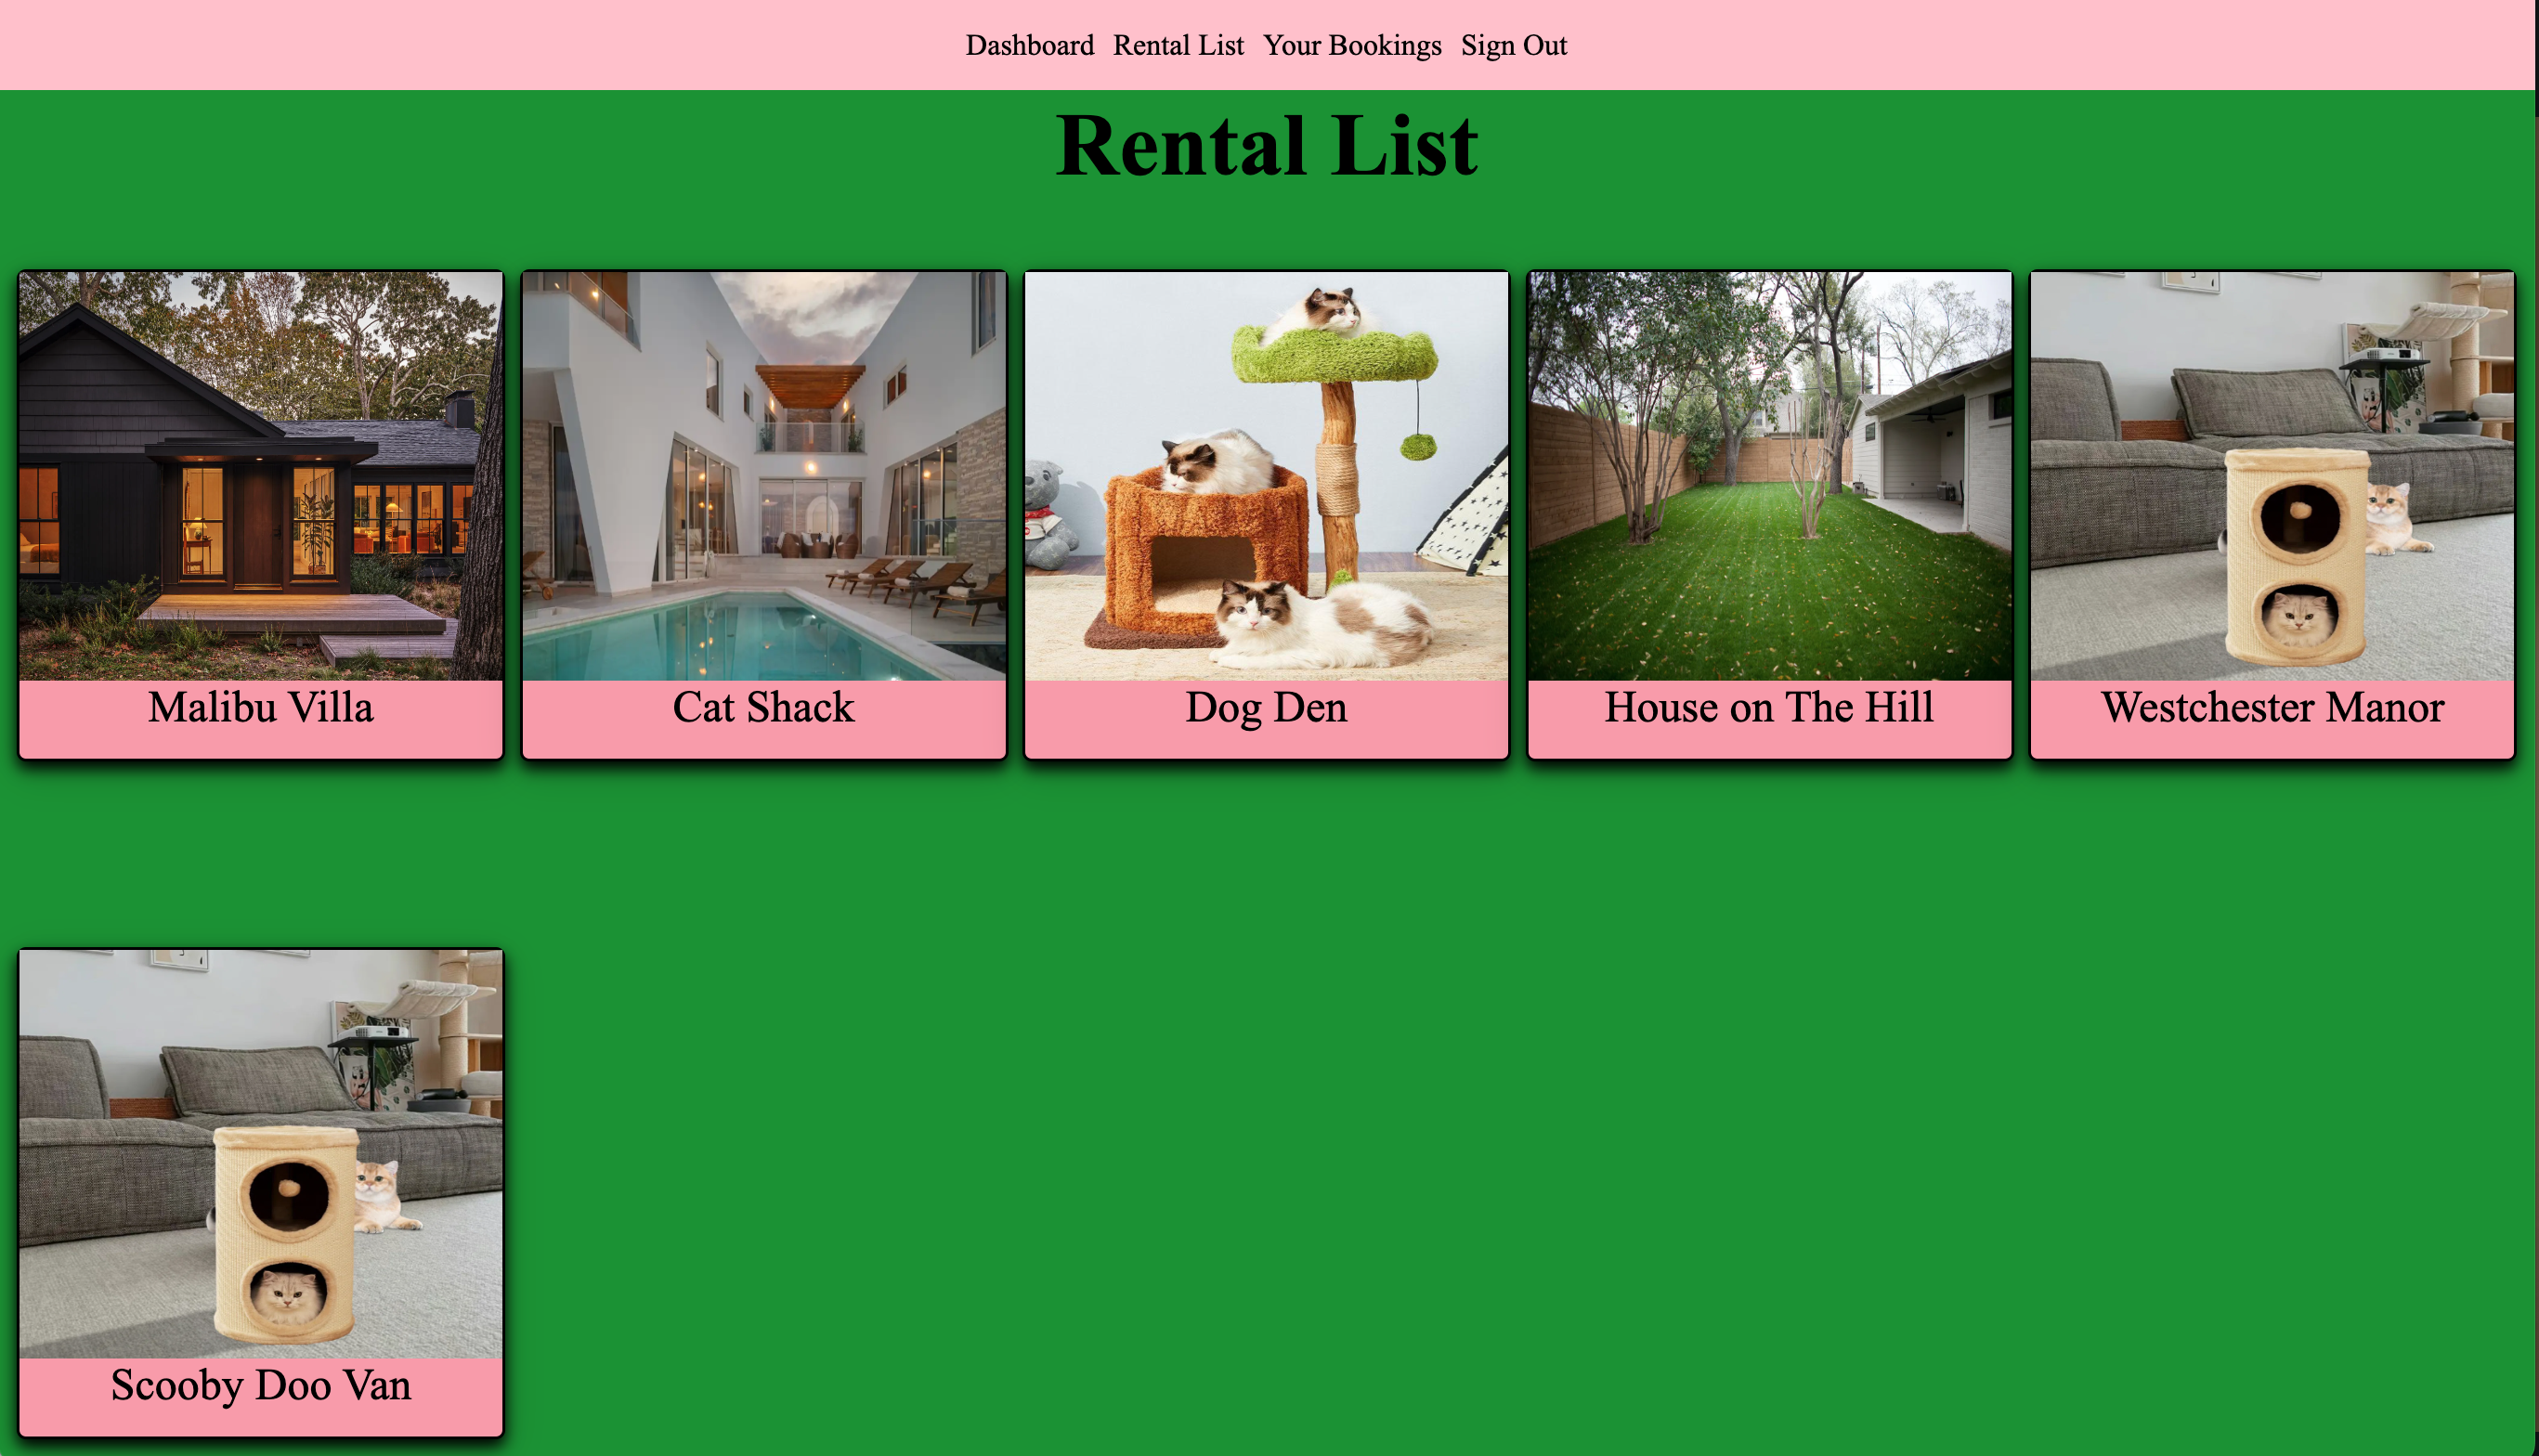 Dashboard Rental List Your Bookings Sign Out
Rental List
Malibu Villa
Cat Shack
Dog Den
House on The Hill
Westchester Manor
Scooby Doo Van